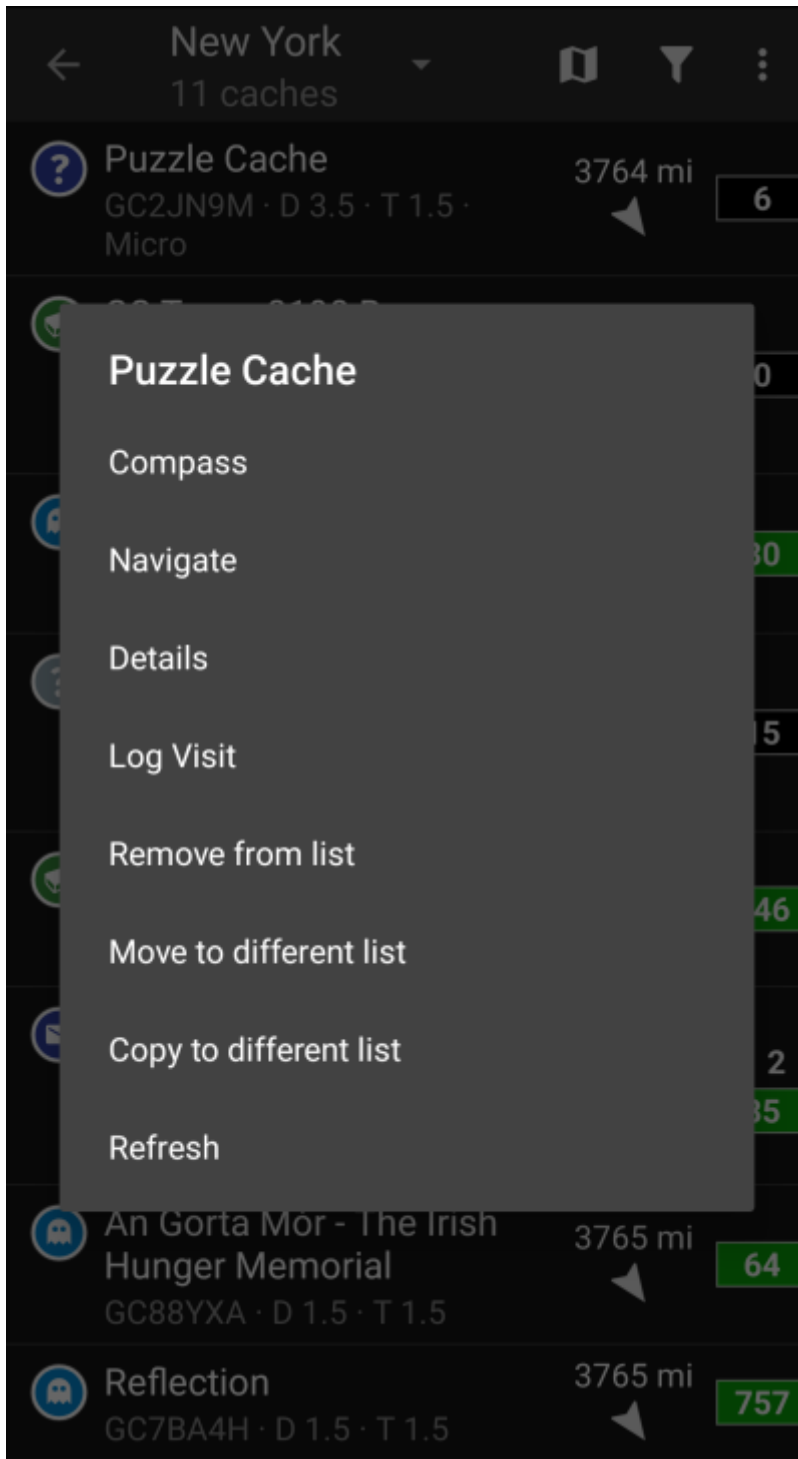 New York
11 caches
Puzzle Cache
3764 mi
6
GC2JN9M · D 3.5 · T 1.5 ·
Micro
Puzzle Cache
Compass
Navigate
Details
Log Visit
Remove from list
Move to different list
Copy to different list
Refresh
2
An Gorta Mór - The Irish
Hunger Memorial
3765 mi
64
GC88YXA · D 1.5 · T 1.5
Reflection
3765 mi
757
GC7BA4H · D 1.5 · T 1.5